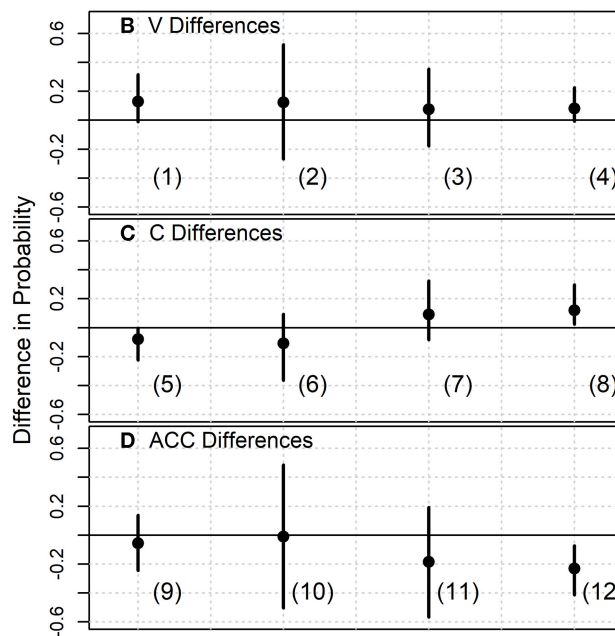 B V Differences
0.6
0.2
-0.2
-0.6
(1) (2) (3) (4)
C C Differences
0.6
0.2
-0.2
-0.6
(5) (6) (7) (8)
D ACC Differences
0.6
0.2
-0.2
-0.6
(9) (10) (11) (12
Difference in Probability